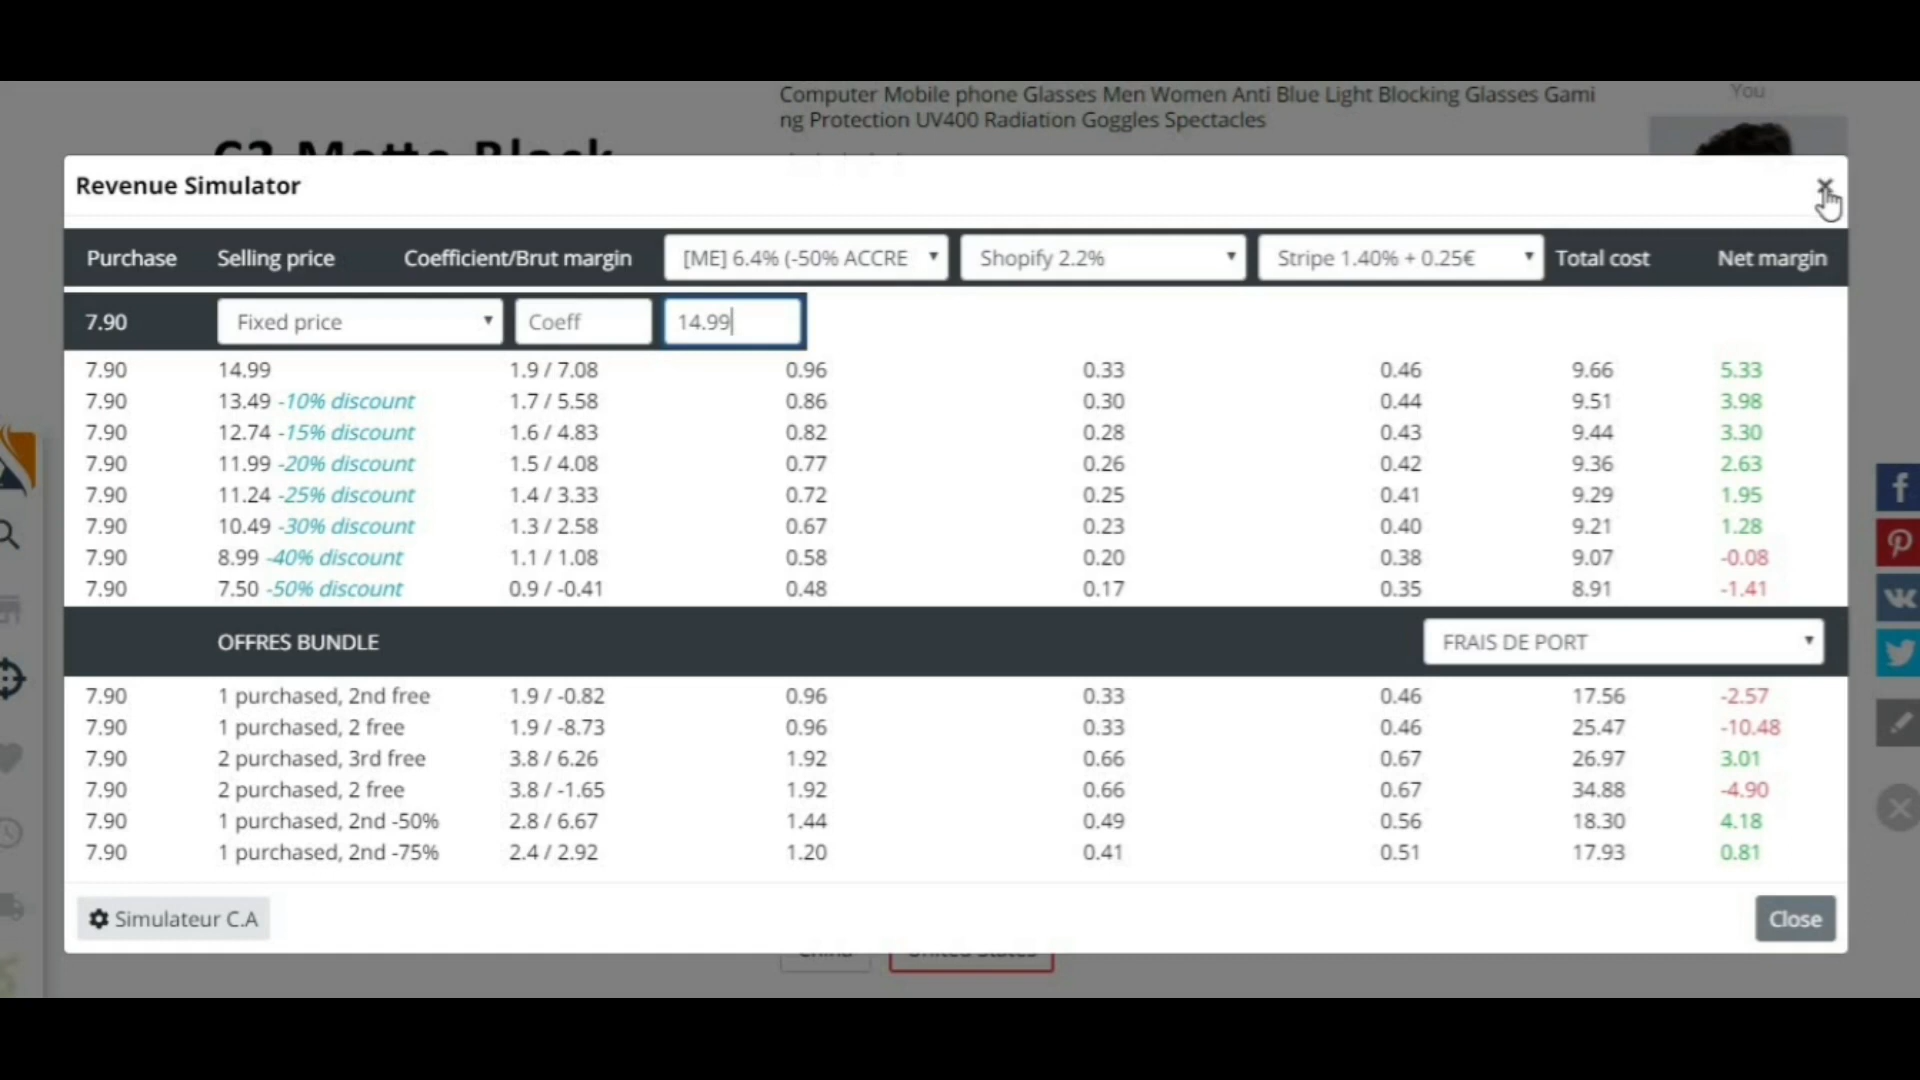 Computer Mobile phone Glasses Men Women Anti Blue Light Blocking Glasses Gami
ng Protection UV400 Radiation Goggles Spectacles
You
C3 Matte Black
Revenue Simulator
Purchase Selling price Coefficient/Brut margin [ME] 6.4% (-50% ACCRE Shopify 2.2% Stripe 1.40% + 0.25€ Total cost Net margin
7.90 Fixed price Coeff 14.99
7.90 14.99 1.9 / 7.08 0.96 0.33 0.46 9.66 5.33
7.90 13.49 -10% discount 1.7 / 5.58 0.86 0.30 0.44 9.51 3.98
7.90 12.74 -15% discount 1.6 / 4.83 0.82 0.28 0.43 9.44 3.30
7.90 11.99 -20% discount 1.5 / 4.08 0.77 0.26 0.42 9.36 2.63
7.90 11.24 -25% discount 1.4 / 3.33 0.72 0.25 0.41 9.29 1.95
7.90 10.49 -30% discount 1.3 / 2.58 0.67 0.23 0.40 9.21 1.28
7.90 8.99 -40% discount 1.1 / 1.08 0.58 0.20 0.38 9.07 -0.08
7.90 7.50 -50% discount 0.9 / -0.41 0.48 0.17 0.35 8.91 -1.41
OFFRES BUNDLE FRAIS DE PORT
7.90 1 purchased, 2nd free 1.9 / -0.82 0.96 0.33 0.46 17.56 -2.57
7.90 1 purchased, 2 free 1.9 / -8.73 0.96 0.33 0.46 25.47 -10.48
7.90 2 purchased, 3rd free 3.8 / 6.26 1.92 0.66 0.67 26.97 3.01
7.90 2 purchased, 2 free 3.8 / -1.65 1.92 0.66 0.67 34.88 -4.90
7.90 1 purchased, 2nd -50% 2.8 / 6.67 1.44 0.49 0.56 18.30 4.18
7.90 1 purchased, 2nd -75% 2.4 / 2.92 1.20 0.41 0.51 17.93 0.81
Simulateur C.A Close
China United States